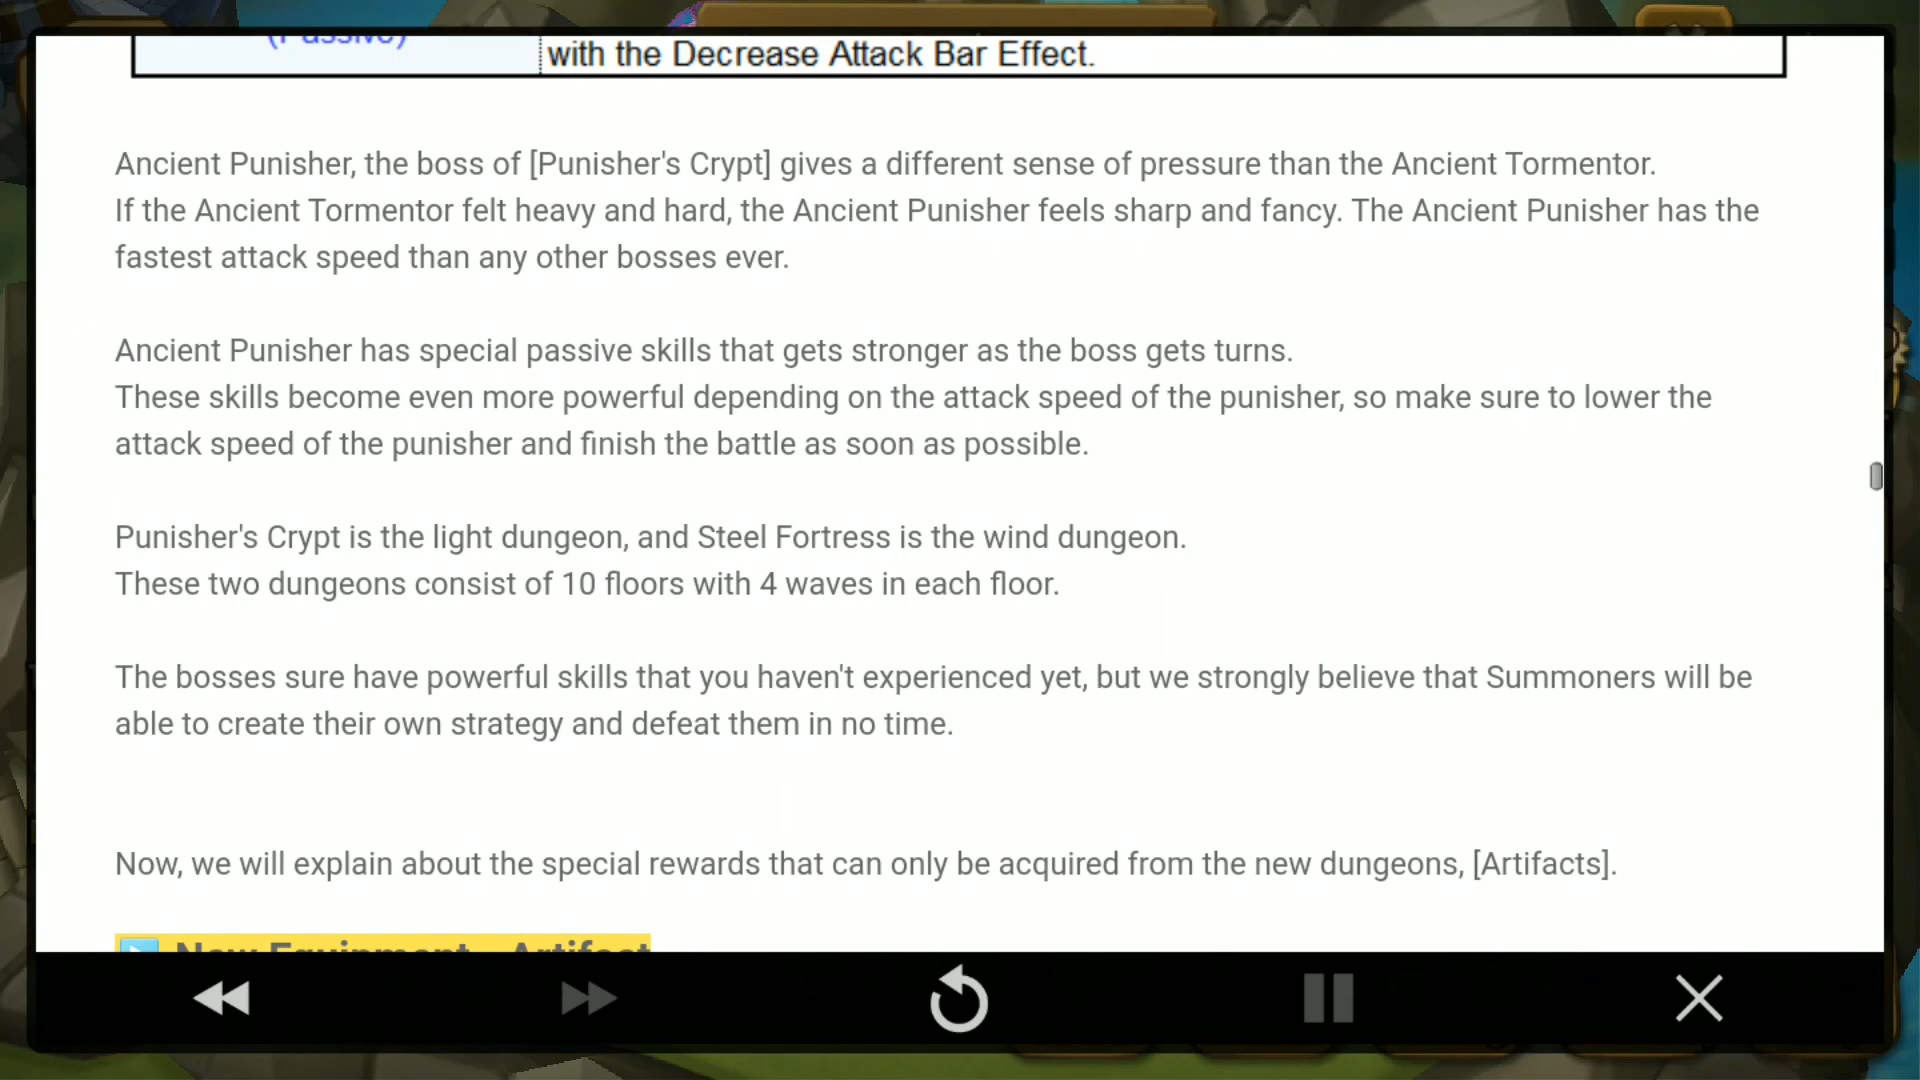 (Passive)
with the Decrease Attack Bar Effect.
Ancient Punisher, the boss of [Punisher's Crypt] gives a different sense of pressure than the Ancient Tormentor.
If the Ancient Tormentor felt heavy and hard, the Ancient Punisher feels sharp and fancy. The Ancient Punisher has the
fastest attack speed than any other bosses ever.
Ancient Punisher has special passive skills that gets stronger as the boss gets turns.
These skills become even more powerful depending on the attack speed of the punisher, so make sure to lower the
attack speed of the punisher and finish the battle as soon as possible.
Punisher's Crypt is the light dungeon, and Steel Fortress is the wind dungeon.
These two dungeons consist of 10 floors with 4 waves in each floor.
The bosses sure have powerful skills that you haven't experienced yet, but we strongly believe that Summoners will be
able to create their own strategy and defeat them in no time.
Now, we will explain about the special rewards that can only be acquired from the new dungeons, [Artifacts].
New Equipment - Artifact